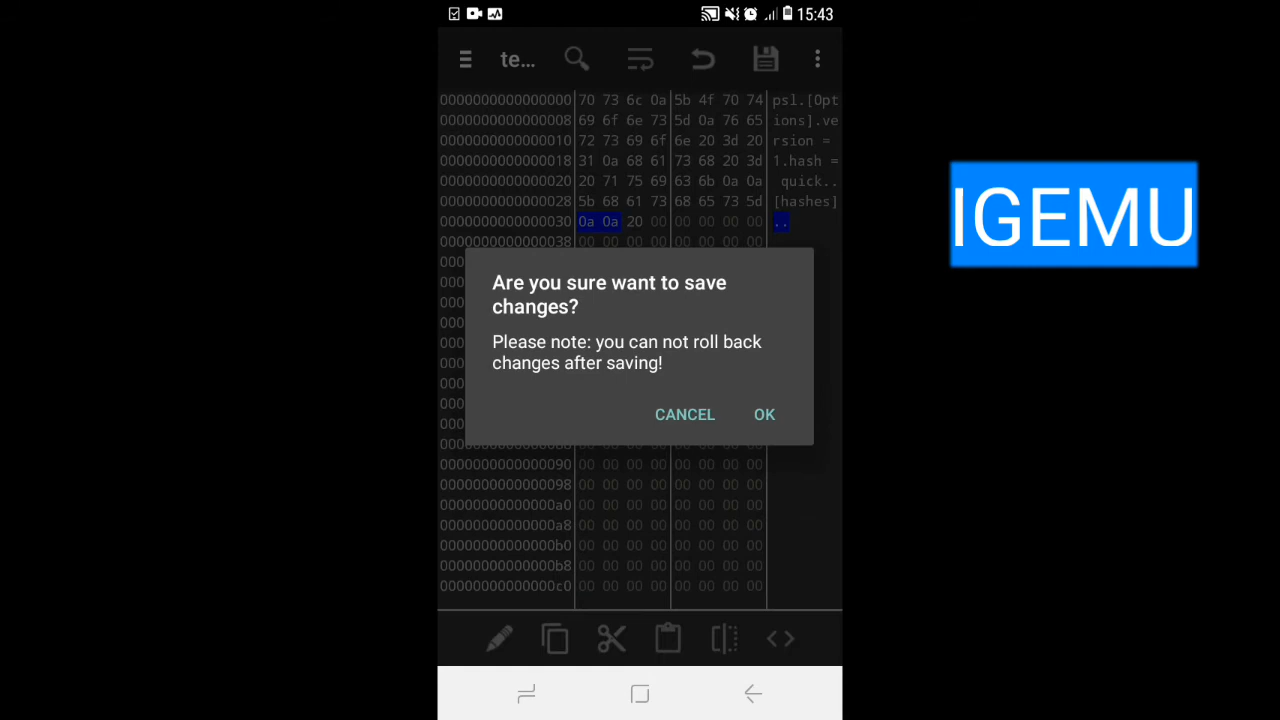 15:43
te...
0000000000000000 70 73 6c 0a 5b 4f 70 74 psl.[Opt
0000000000000008 69 6f 6e 73 5d 0a 76 65 ions].ve
0000000000000010 72 73 69 6f 6e 20 3d 20 rsion =
0000000000000018 31 0a 68 61 73 68 20 3d 1.hash =
0000000000000020 20 71 75 69 63 6b 0a 0a quick..
0000000000000028 5b 68 61 73 68 65 73 5d [hashes]
0000000000000030 0a 0a 20 00 00 00 00 00 ..
0000000000000038 00 00 00 00 00 00 00 00
IGEMU
Are you sure want to save
changes?
Please note: you can not roll back
changes after saving!
CANCEL OK
0000000000000090 00 00 00 00 00 00 00 00
0000000000000098 00 00 00 00 00 00 00 00
00000000000000a0 00 00 00 00 00 00 00 00
00000000000000a8 00 00 00 00 00 00 00 00
00000000000000b0 00 00 00 00 00 00 00 00
00000000000000b8 00 00 00 00 00 00 00 00
00000000000000c0 00 00 00 00 00 00 00 00